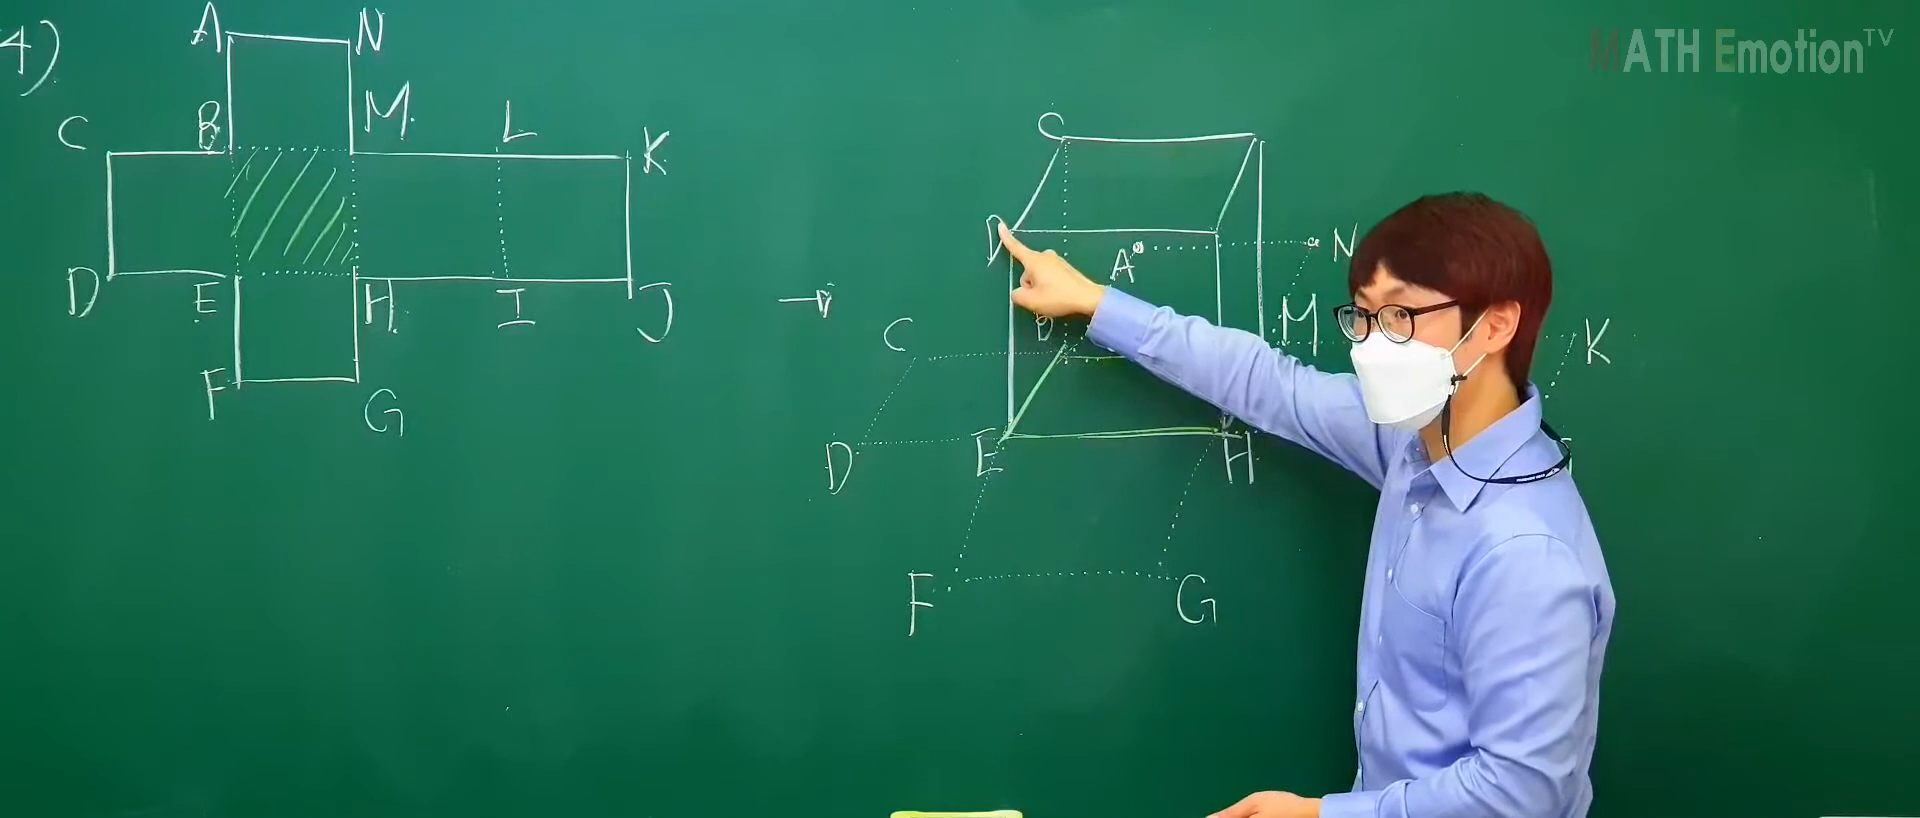 MATH Emotion TV
4)
A N
B M L
C K
D E H I J
F G
C
D
A N
B M K
C
D E H
F G